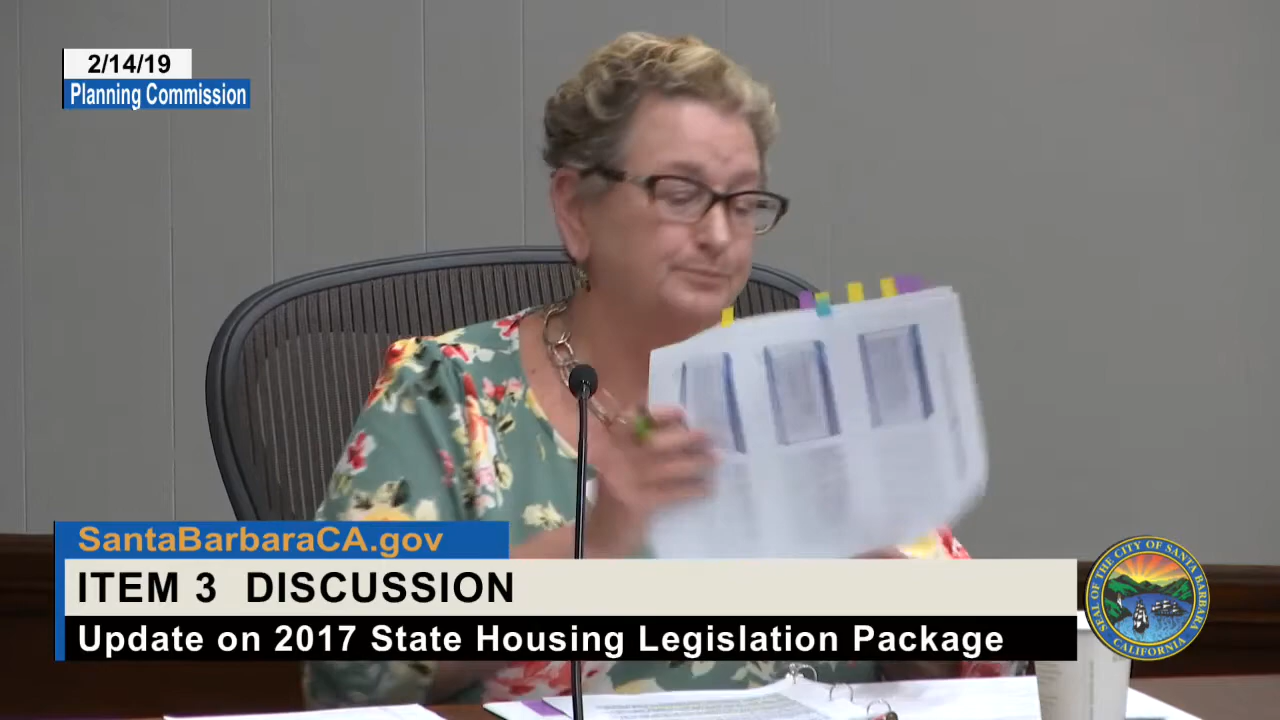 2/14/19
Planning Commission
SantaBarbaraCA.gov
ITEM 3 DISCUSSION
Update on 2017 State Housing Legislation Package
SEAL OF THE CITY OF SANTA BARBARA
CALIFORNIA